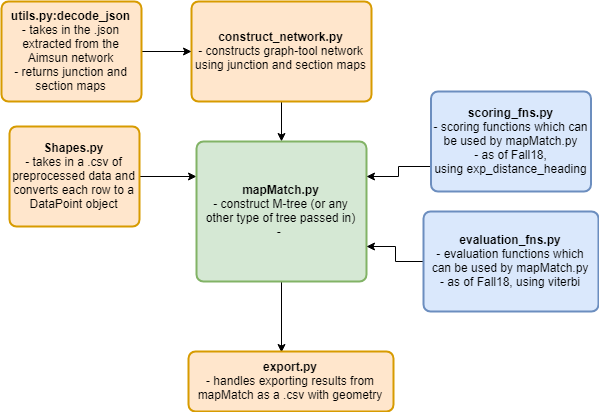 utils.py:decode_json
- takes in the .json
extracted from the
Aimsun network
- returns junction and
section maps
construct_network.py
- constructs graph-tool network
using junction and section maps
scoring_fns.py
- scoring functions which can
be used by mapMatch.py
- as of Fall18,
using exp_distance_heading
Shapes.py
- takes in a .csv of
preprocessed data and
converts each row to a
DataPoint object
mapMatch.py
- construct M-tree (or any
other type of tree passed in)
-
evaluation_fns.py
- evaluation functions which
can be used by mapMatch.py
- as of Fall18, using viterbi
export.py
- handles exporting results from
mapMatch as a .csv with geometry